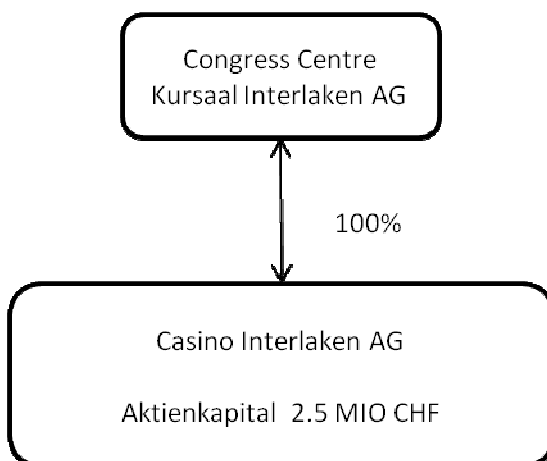 Congress Centre
Kursaal Interlaken AG
100%
Casino Interlaken AG
Aktienkapital 2.5 MIO CHF